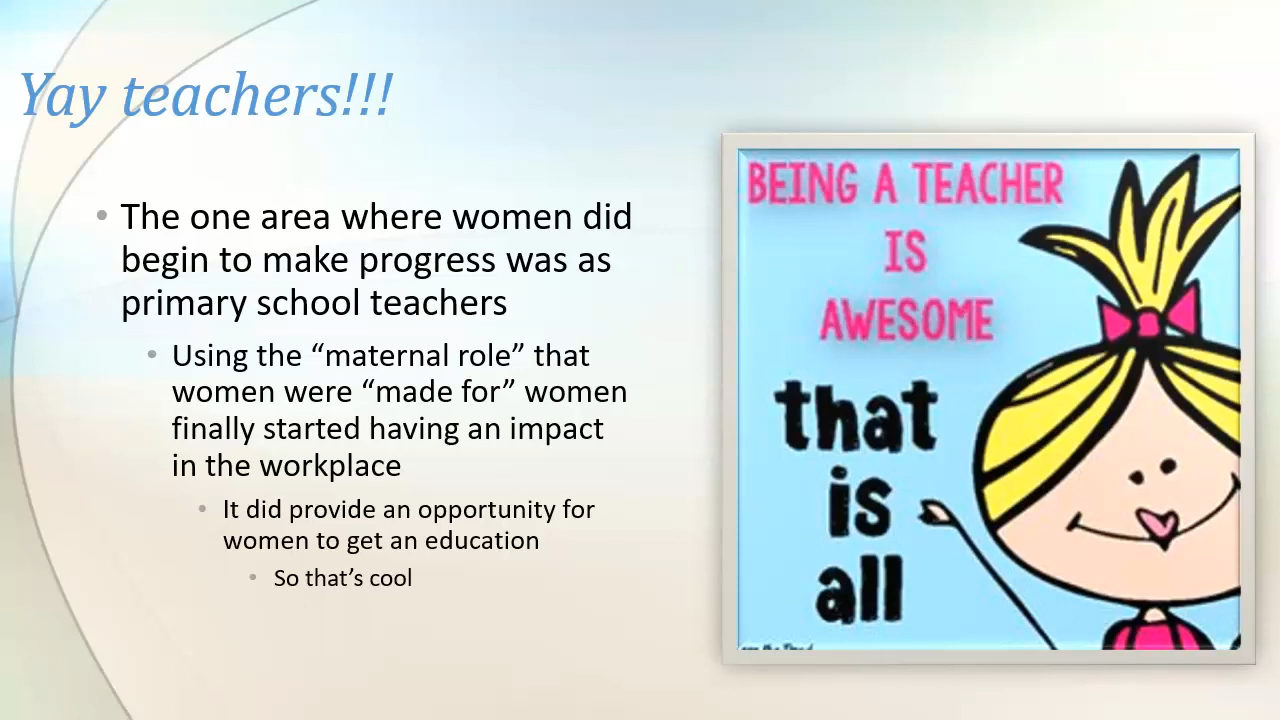 Yay teachers!!!
• The one area where women did
begin to make progress was as
primary school teachers
• Using the “maternal role” that
women were “made for” women
finally started having an impact
in the workplace
• It did provide an opportunity for
women to get an education
• So that’s cool
BEING A TEACHER
IS
AWESOME
that
is
all